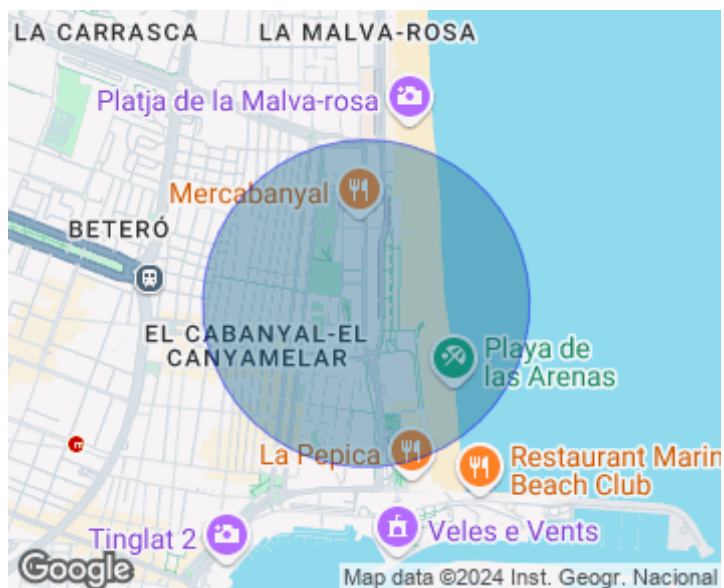 LA CARRASCA
LA MALVA-ROSA
Platja de la Malva-rosa
Mercabanyal
BETERÓ
EL CABANYAL-EL
CANYAMELAR
Playa de
las Arenas
La Pepica
Restaurant Marin
Beach Club
Tinglat 2
Veles e Vents
Google
Map data ©2024 Inst. Geogr. Nacional